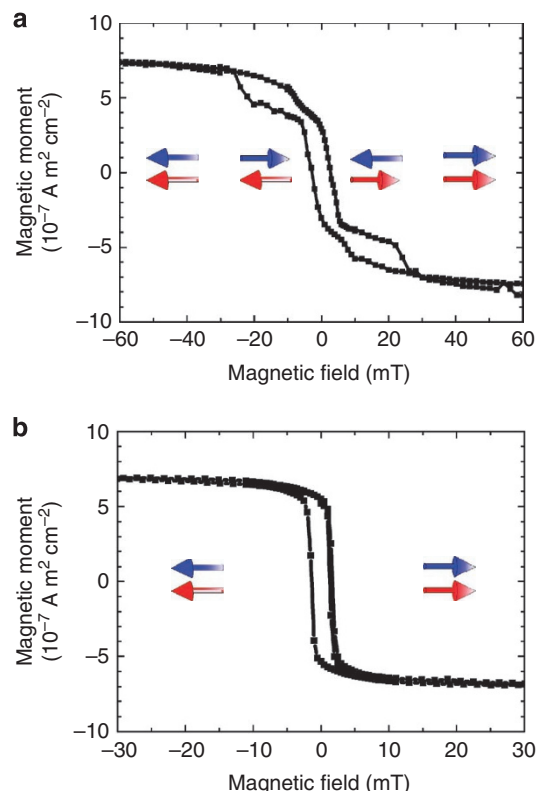 a
Magnetic moment
(10⁻⁷ A m² cm⁻²)
10
5
0
−5
−10
−60 −40 −20 0 20 40 60
Magnetic field (mT)
b
Magnetic moment
(10⁻⁷ A m² cm⁻²)
10
5
0
−5
−10
−30 −20 −10 0 10 20 30
Magnetic field (mT)